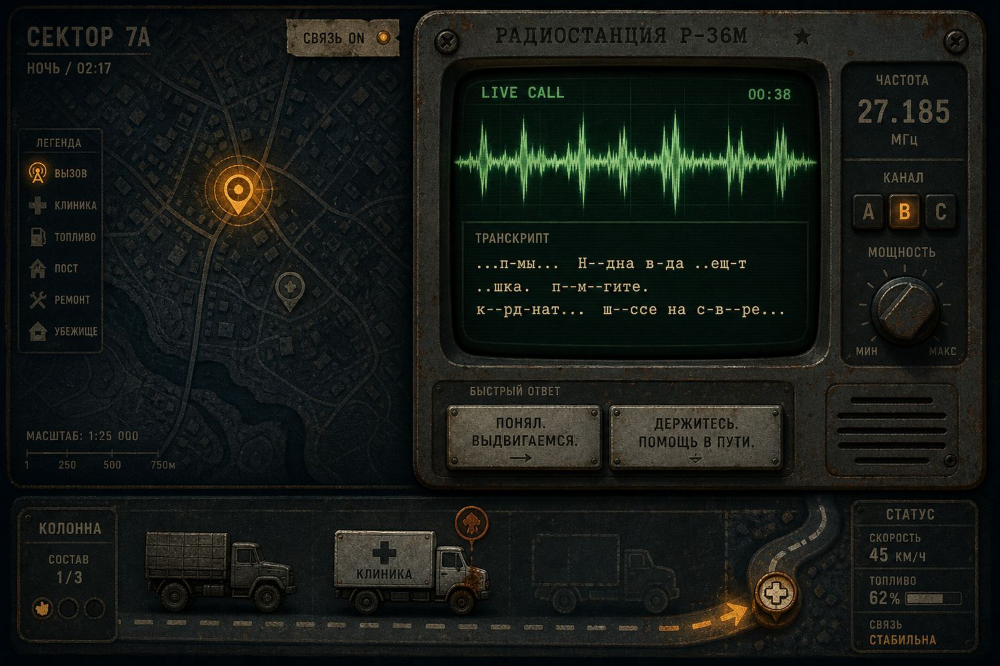 СЕКТОР 7А
НОЧЬ / 02:17
СВЯЗЬ ON
ЛЕГЕНДА
ВЫЗОВ
КЛИНИКА
ТОПЛИВО
ПОСТ
РЕМОНТ
УБЕЖИЩЕ
МАСШТАБ: 1:25 000
1 250 500 750м
РАДИОСТАНЦИЯ Р-36М
LIVE CALL 00:38
ТРАНСКРИПТ
...п-мы... Н--дна в-да ..ещ-т
..шка. п--м--гите.
к--рд-нат... ш--ссе на с-в--ре...
ЧАСТОТА
27.185
МГц
КАНАЛ
А В С
МОЩНОСТЬ
МИН МАКС
БЫСТРЫЙ ОТВЕТ
ПОНЯЛ.
ВЫДВИГАЕМСЯ.
ДЕРЖИТЕСЬ.
ПОМОЩЬ В ПУТИ.
КОЛОННА
СОСТАВ
1/3
КЛИНИКА
СТАТУС
СКОРОСТЬ
45 КМ/Ч
ТОПЛИВО
62%
СВЯЗЬ
СТАБИЛЬНА